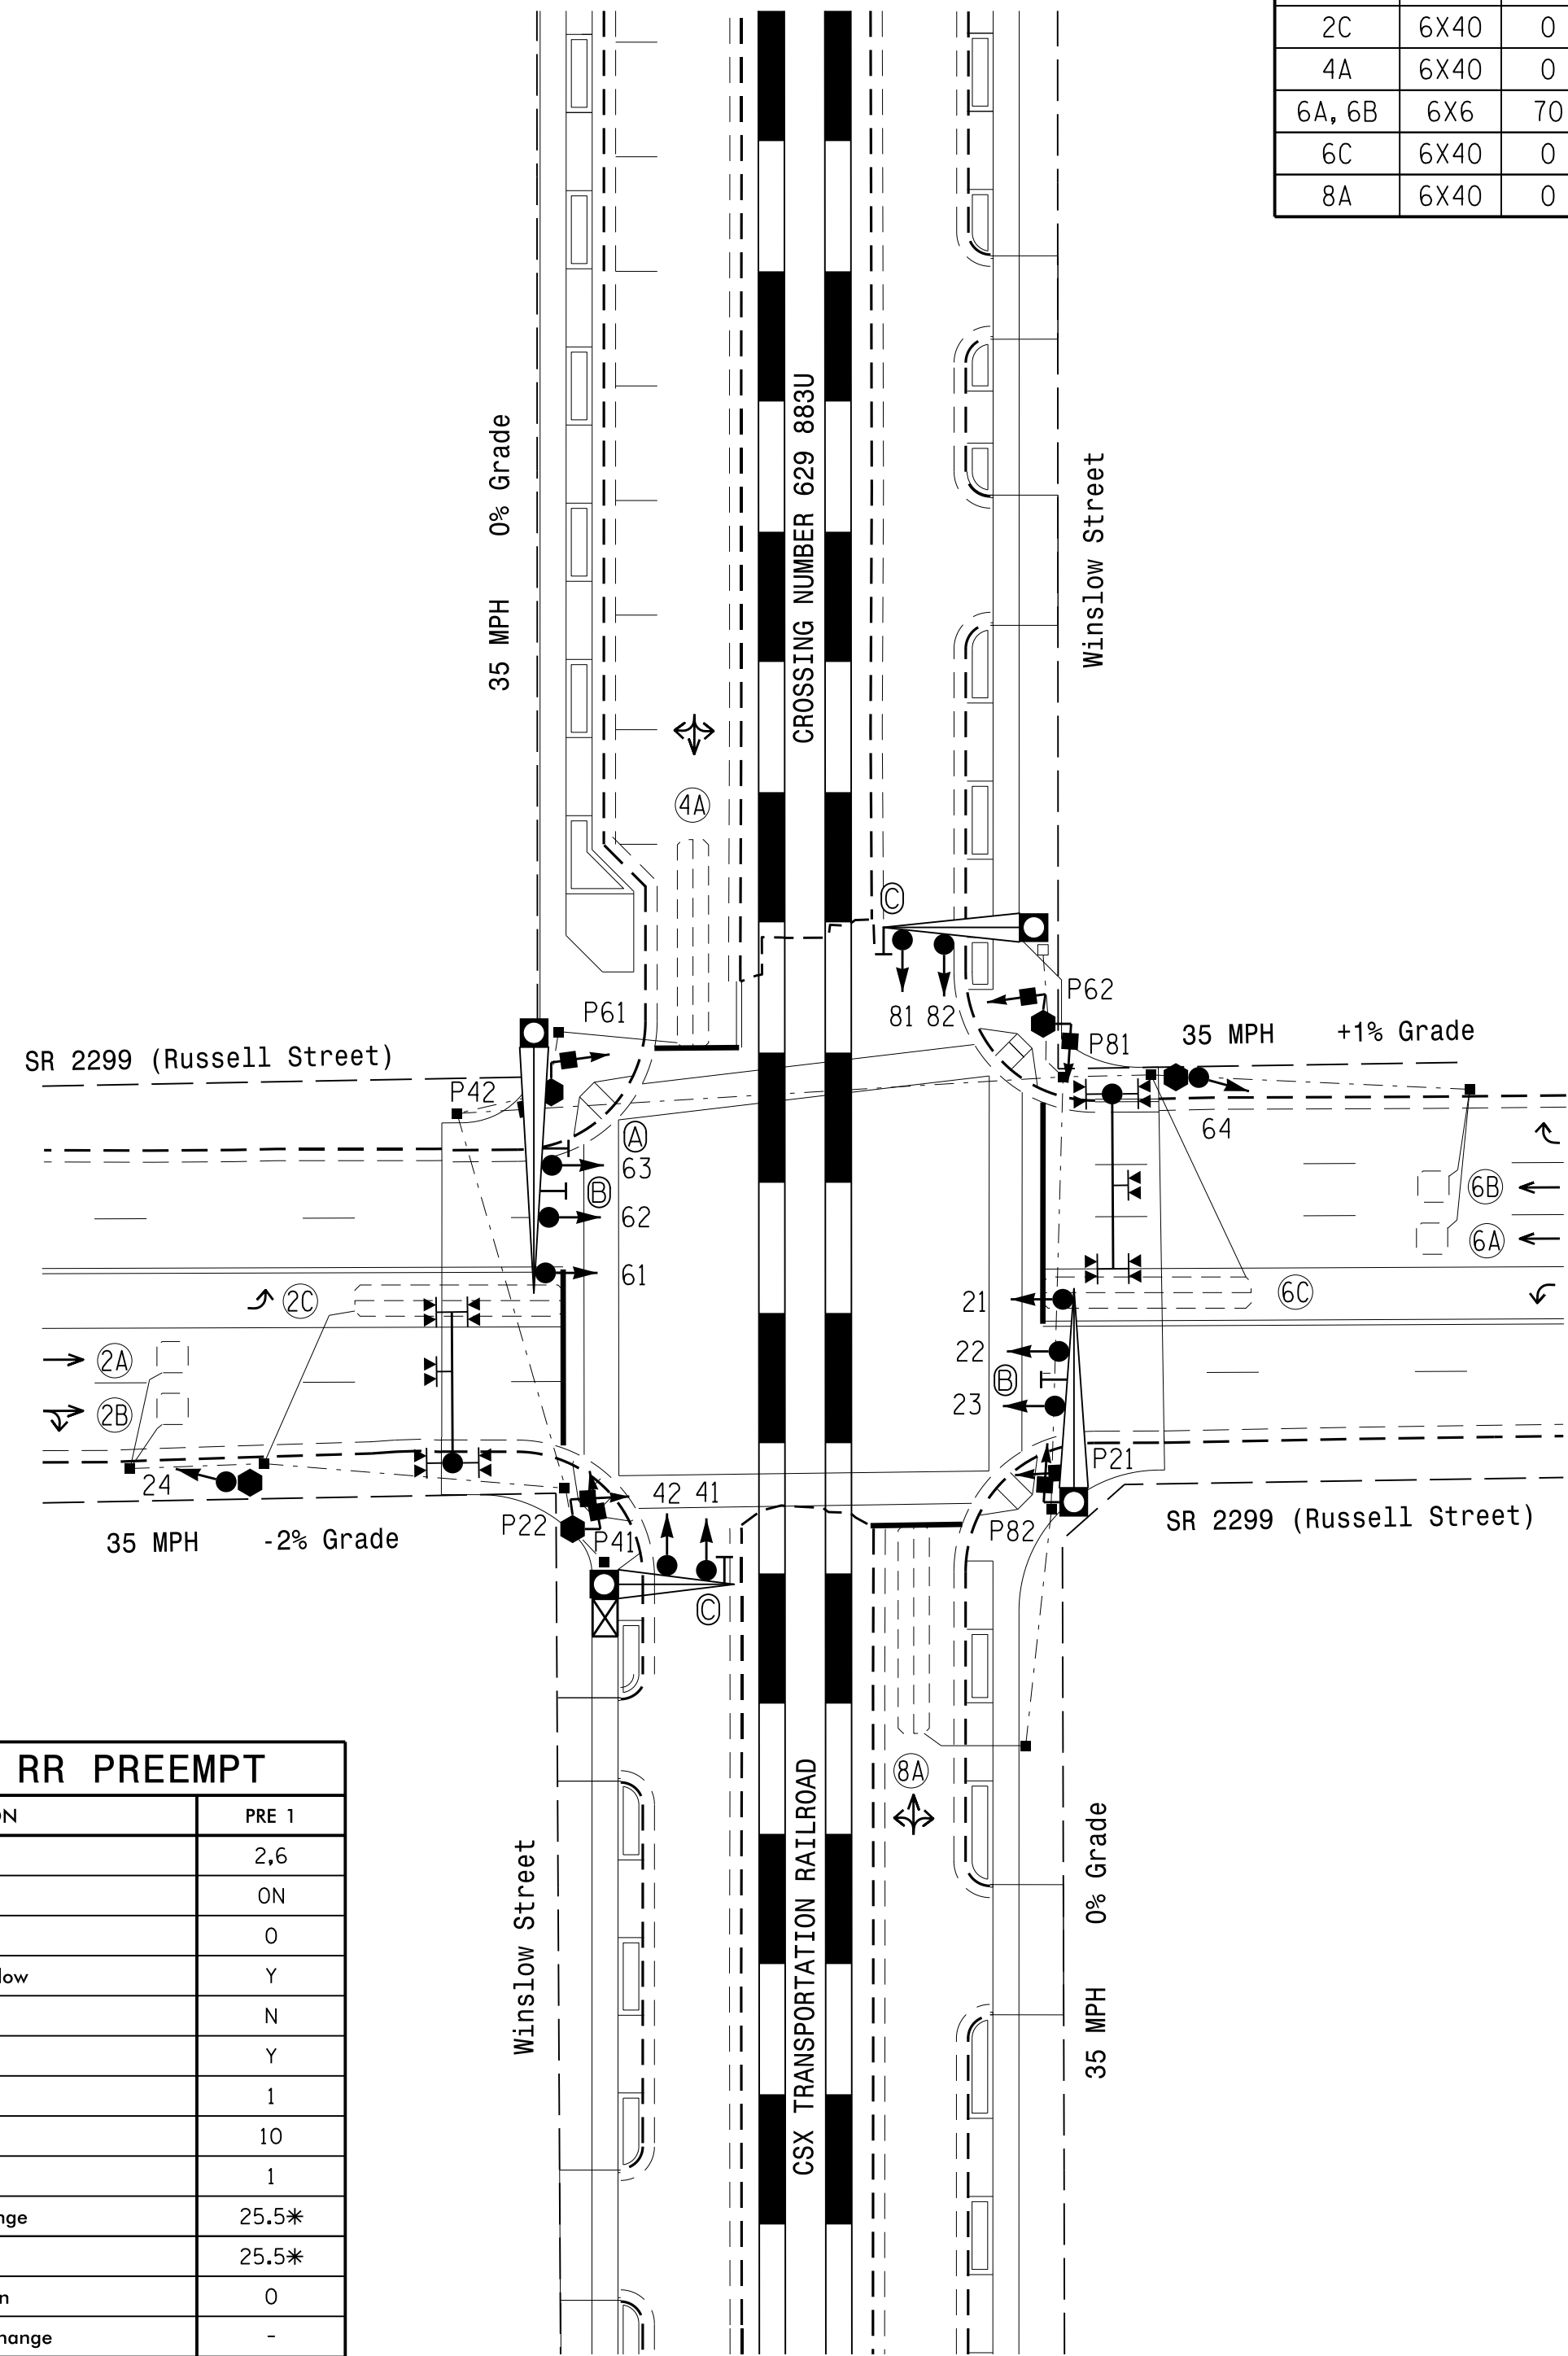 2C 6X40 0
4A 6X40 0
6A, 6B 6X6 70
6C 6X40 0
8A 6X40 0
CROSSING NUMBER 629 883U
35 MPH 0% Grade
Winslow Street
4A
C
81 82
P62
P81
P61
P42
SR 2299 (Russell Street)
35 MPH +1% Grade
64
A
63
B
62
61
6B
6A
6C
2C
2A
2B
21
22
B
23
24
P21
P22
P41
42 41
P82
C
35 MPH -2% Grade
SR 2299 (Russell Street)
8A
Winslow Street
CSX TRANSPORTATION RAILROAD
35 MPH 0% Grade
RR PREEMPT
ON PRE 1
2,6
ON
0
low Y
N
Y
1
10
1
nge 25.5*
25.5*
n 0
hange -